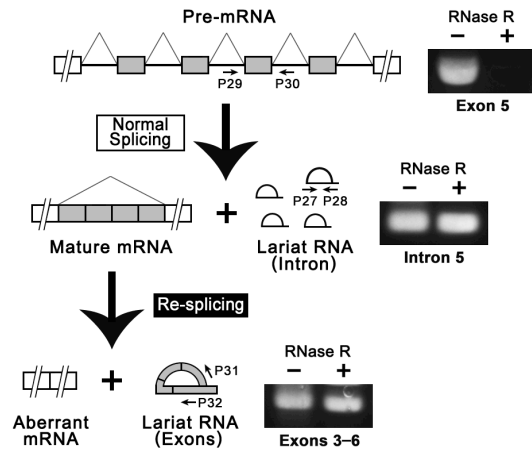 Pre-mRNA
RNase R
− +
P29 P30
Exon 5
Normal
Splicing
RNase R
− +
P27 P28
Mature mRNA
+
Lariat RNA
(Intron)
Intron 5
Re-splicing
RNase R
− +
P31
P32
+
Aberrant
mRNA
Lariat RNA
(Exons)
Exons 3–6